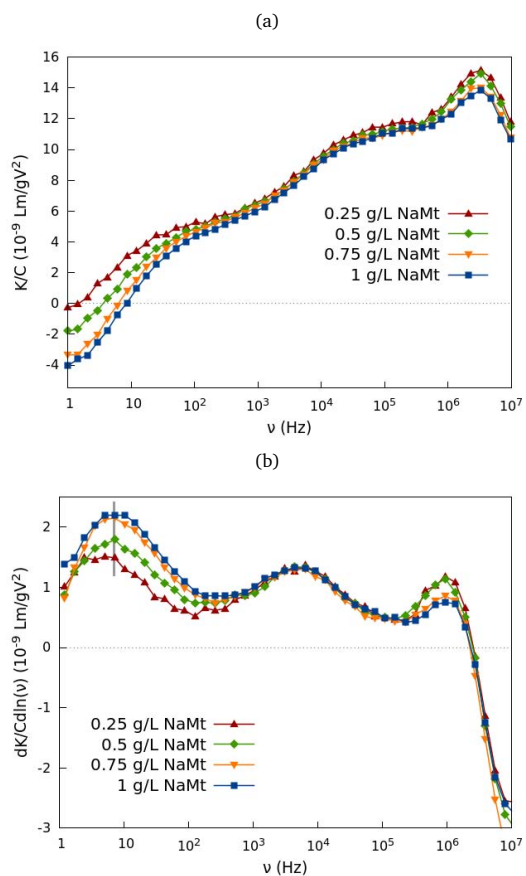 (a)
K/C (10⁻⁹ Lm/gV²)
16
14
12
10
8
6
4
2
0
-2
-4
0.25 g/L NaMt
0.5 g/L NaMt
0.75 g/L NaMt
1 g/L NaMt
1 10 10² 10³ 10⁴ 10⁵ 10⁶ 10⁷
ν (Hz)
(b)
dK/Cdln(ν) (10⁻⁹ Lm/gV²)
2
1
0
-1
-2
-3
0.25 g/L NaMt
0.5 g/L NaMt
0.75 g/L NaMt
1 g/L NaMt
1 10 10² 10³ 10⁴ 10⁵ 10⁶ 10⁷
ν (Hz)